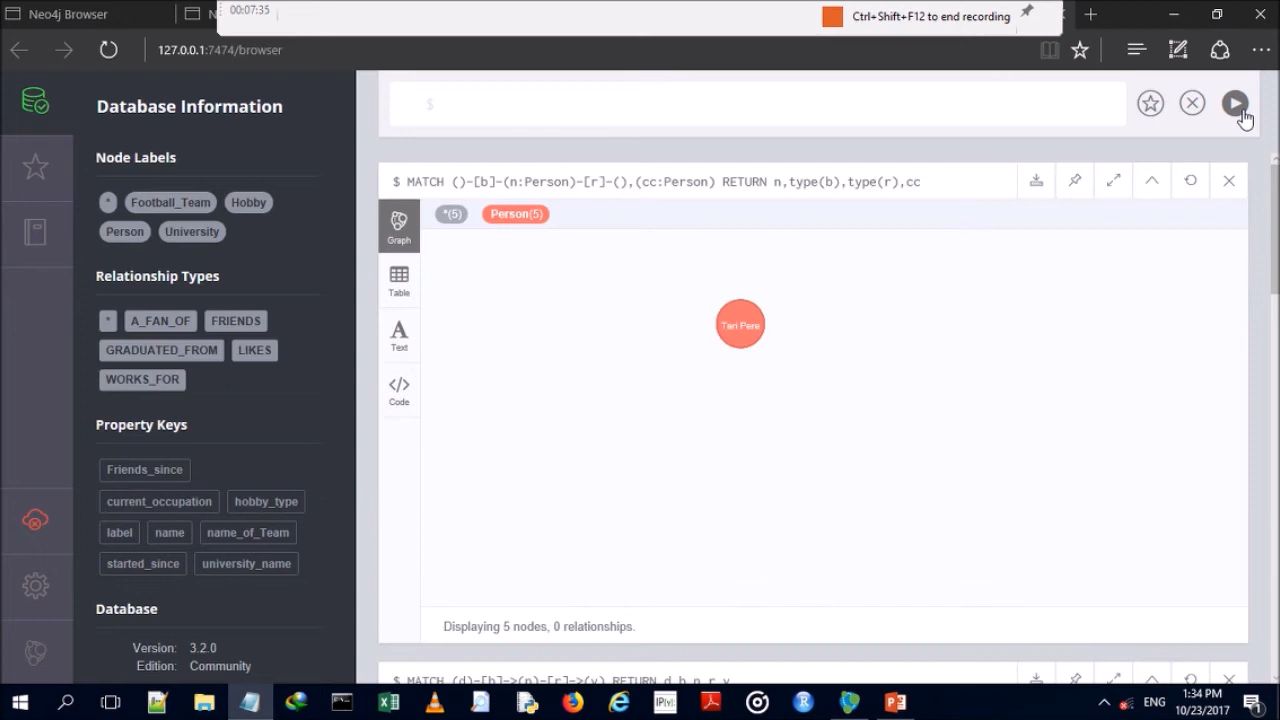 Neo4j Browser
N
00:07:35
Ctrl+Shift+F12 to end recording
127.0.0.1:7474/browser
Database Information
$
Node Labels
* Football_Team Hobby
Person University
Relationship Types
* A_FAN_OF FRIENDS
GRADUATED_FROM LIKES
WORKS_FOR
Property Keys
Friends_since
current_occupation hobby_type
label name name_of_Team
started_since university_name
Database
Version: 3.2.0
Edition: Community
$ MATCH ()-[b]-(n:Person)-[r]-(),(cc:Person) RETURN n,type(b),type(r),cc
*(5) Person(5)
Graph
Table
A
Text
</>
Code
Tari Pere
Displaying 5 nodes, 0 relationships.
$ MATCH (d)-[b]->(n)-[r]->(y) RETURN d,b,n,r,y
ENG
1:34 PM
10/23/2017
1